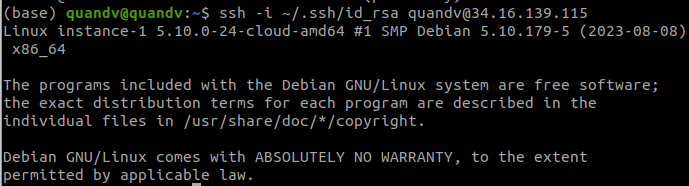 (base) quandv@quandv:~$ ssh -i ~/.ssh/id_rsa quandv@34.16.139.115
Linux instance-1 5.10.0-24-cloud-amd64 #1 SMP Debian 5.10.179-5 (2023-08-08)
 x86_64
The programs included with the Debian GNU/Linux system are free software;
the exact distribution terms for each program are described in the
individual files in /usr/share/doc/*/copyright.
Debian GNU/Linux comes with ABSOLUTELY NO WARRANTY, to the extent
permitted by applicable law.